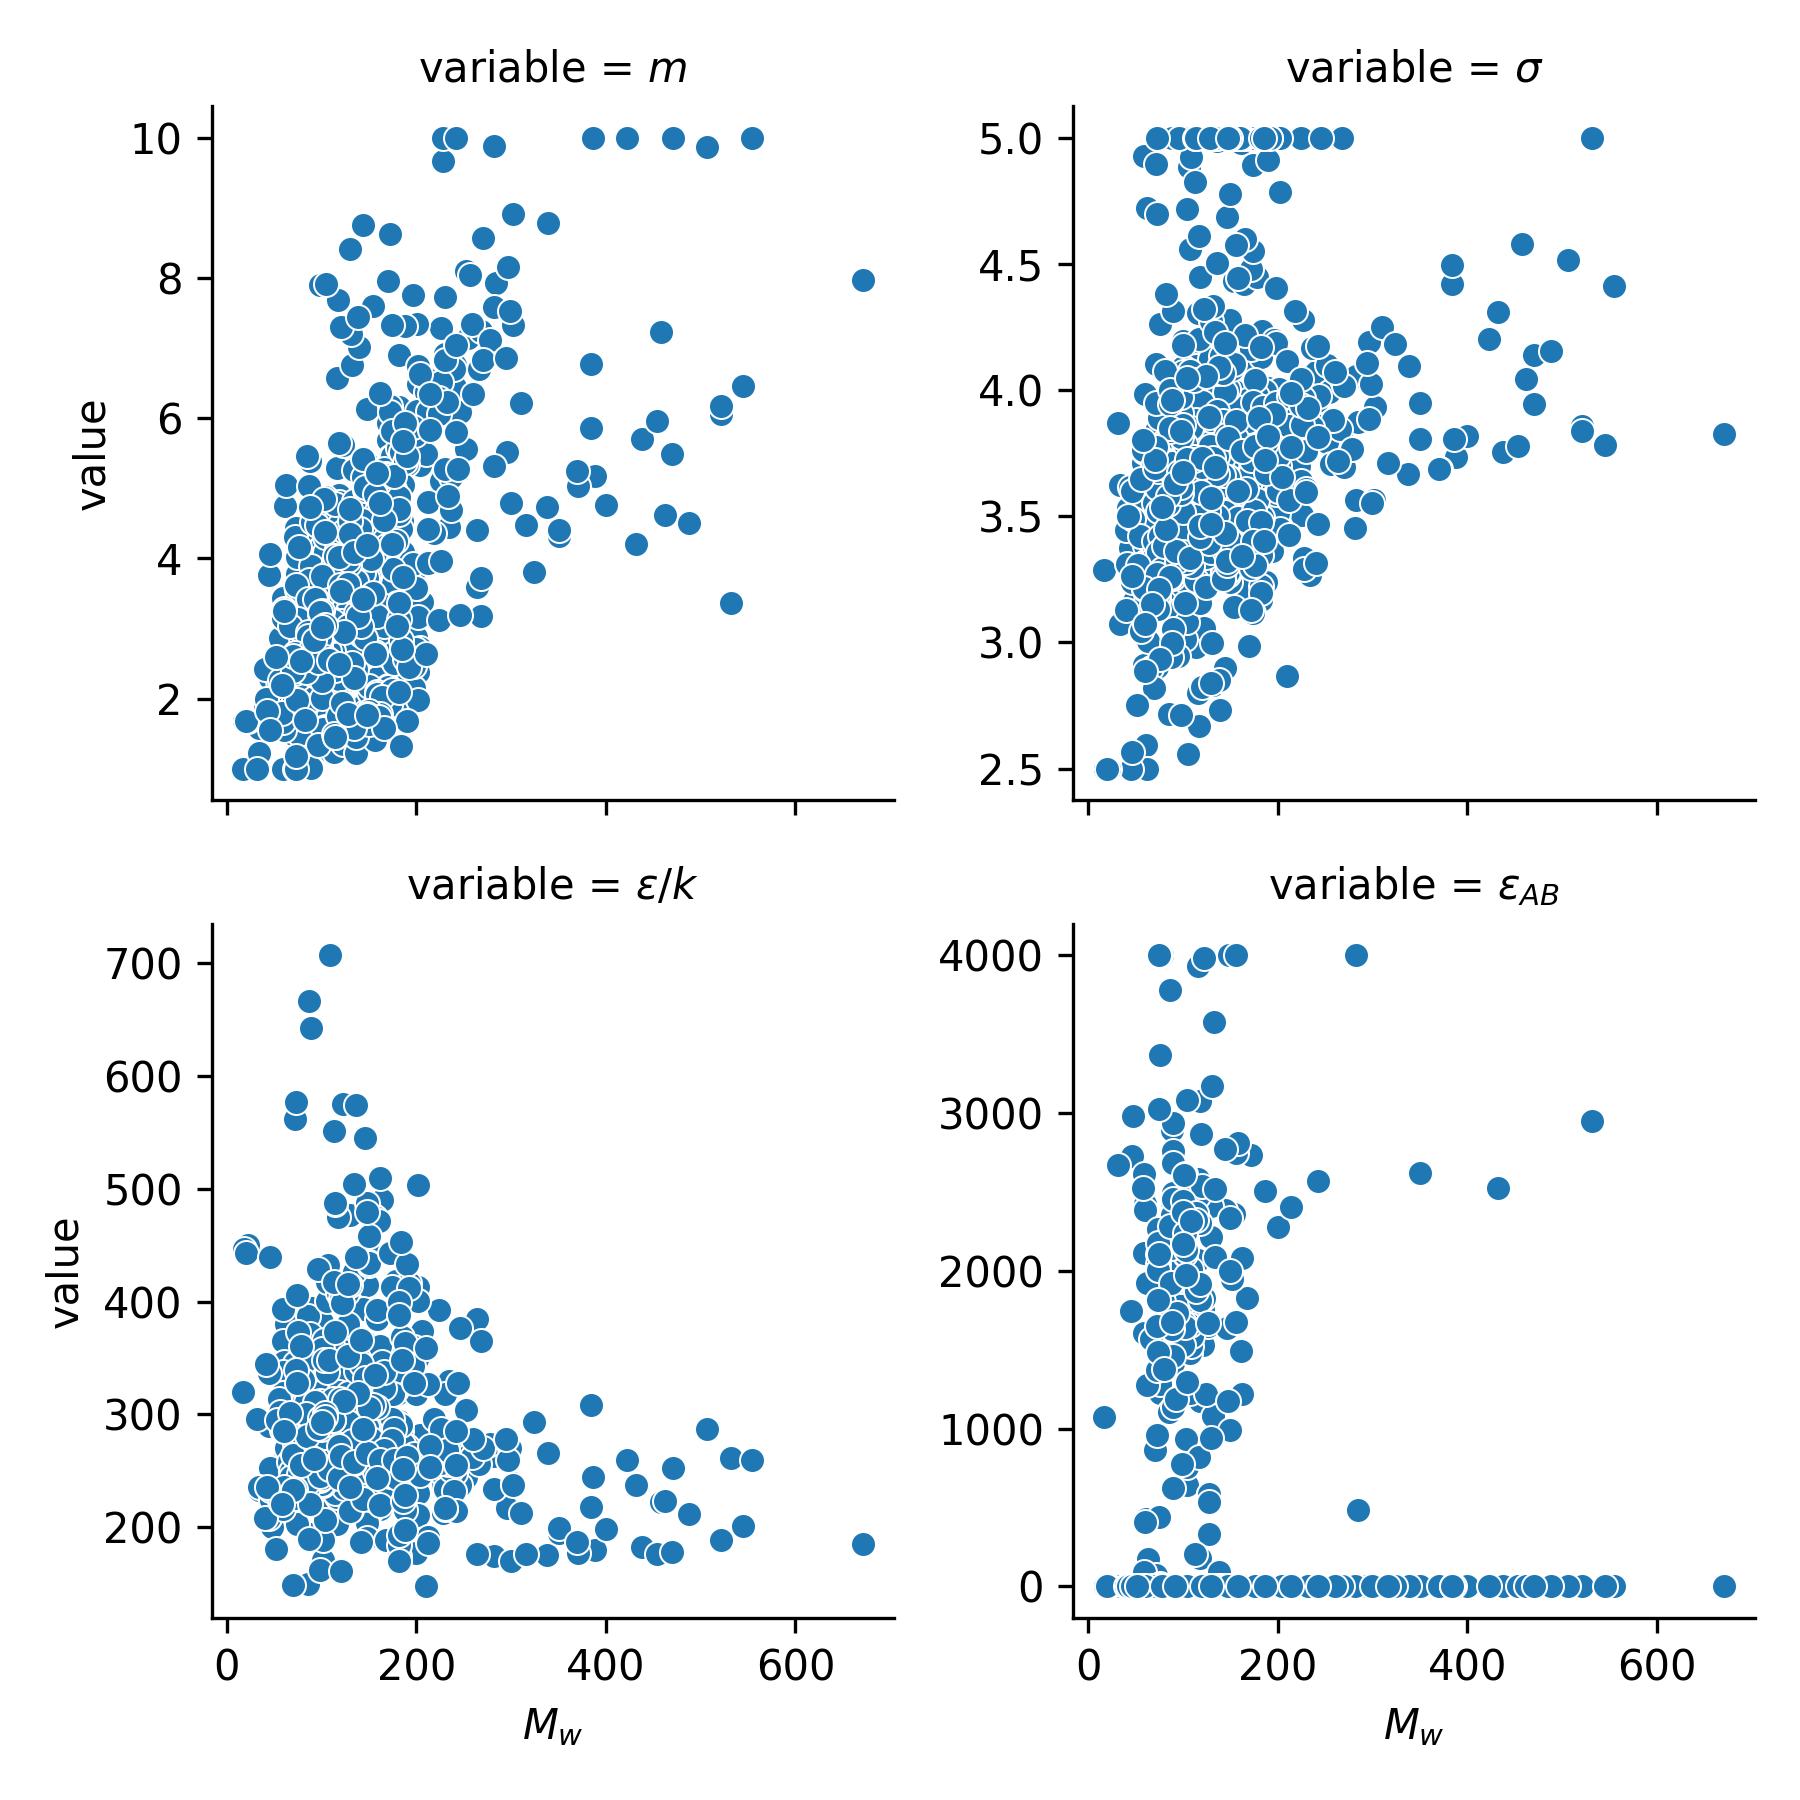 variable = m
variable = σ
value
10
8
6
4
2
5.0
4.5
4.0
3.5
3.0
2.5
variable = ε/k
variable = ε_AB
value
700
600
500
400
300
200
4000
3000
2000
1000
0
0 200 400 600
0 200 400 600
M_w
M_w